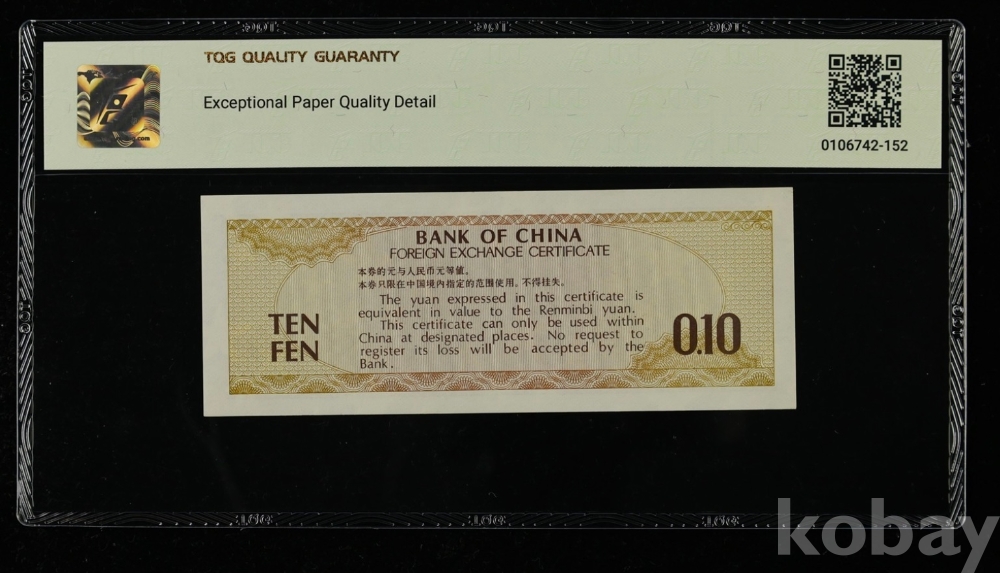 TQG QUALITY GUARANTY
Exceptional Paper Quality Detail
0106742-152
BANK OF CHINA
FOREIGN EXCHANGE CERTIFICATE
本券的元与人民币元等值。
本券只限在中国境内指定的范围使用。不得挂失。
The yuan expressed in this certificate is
equivalent in value to the Renminbi yuan.
This certificate can only be used within
China at designated places. No request to
register its loss will be accepted by the
Bank.
TEN
FEN
0.10
kobay